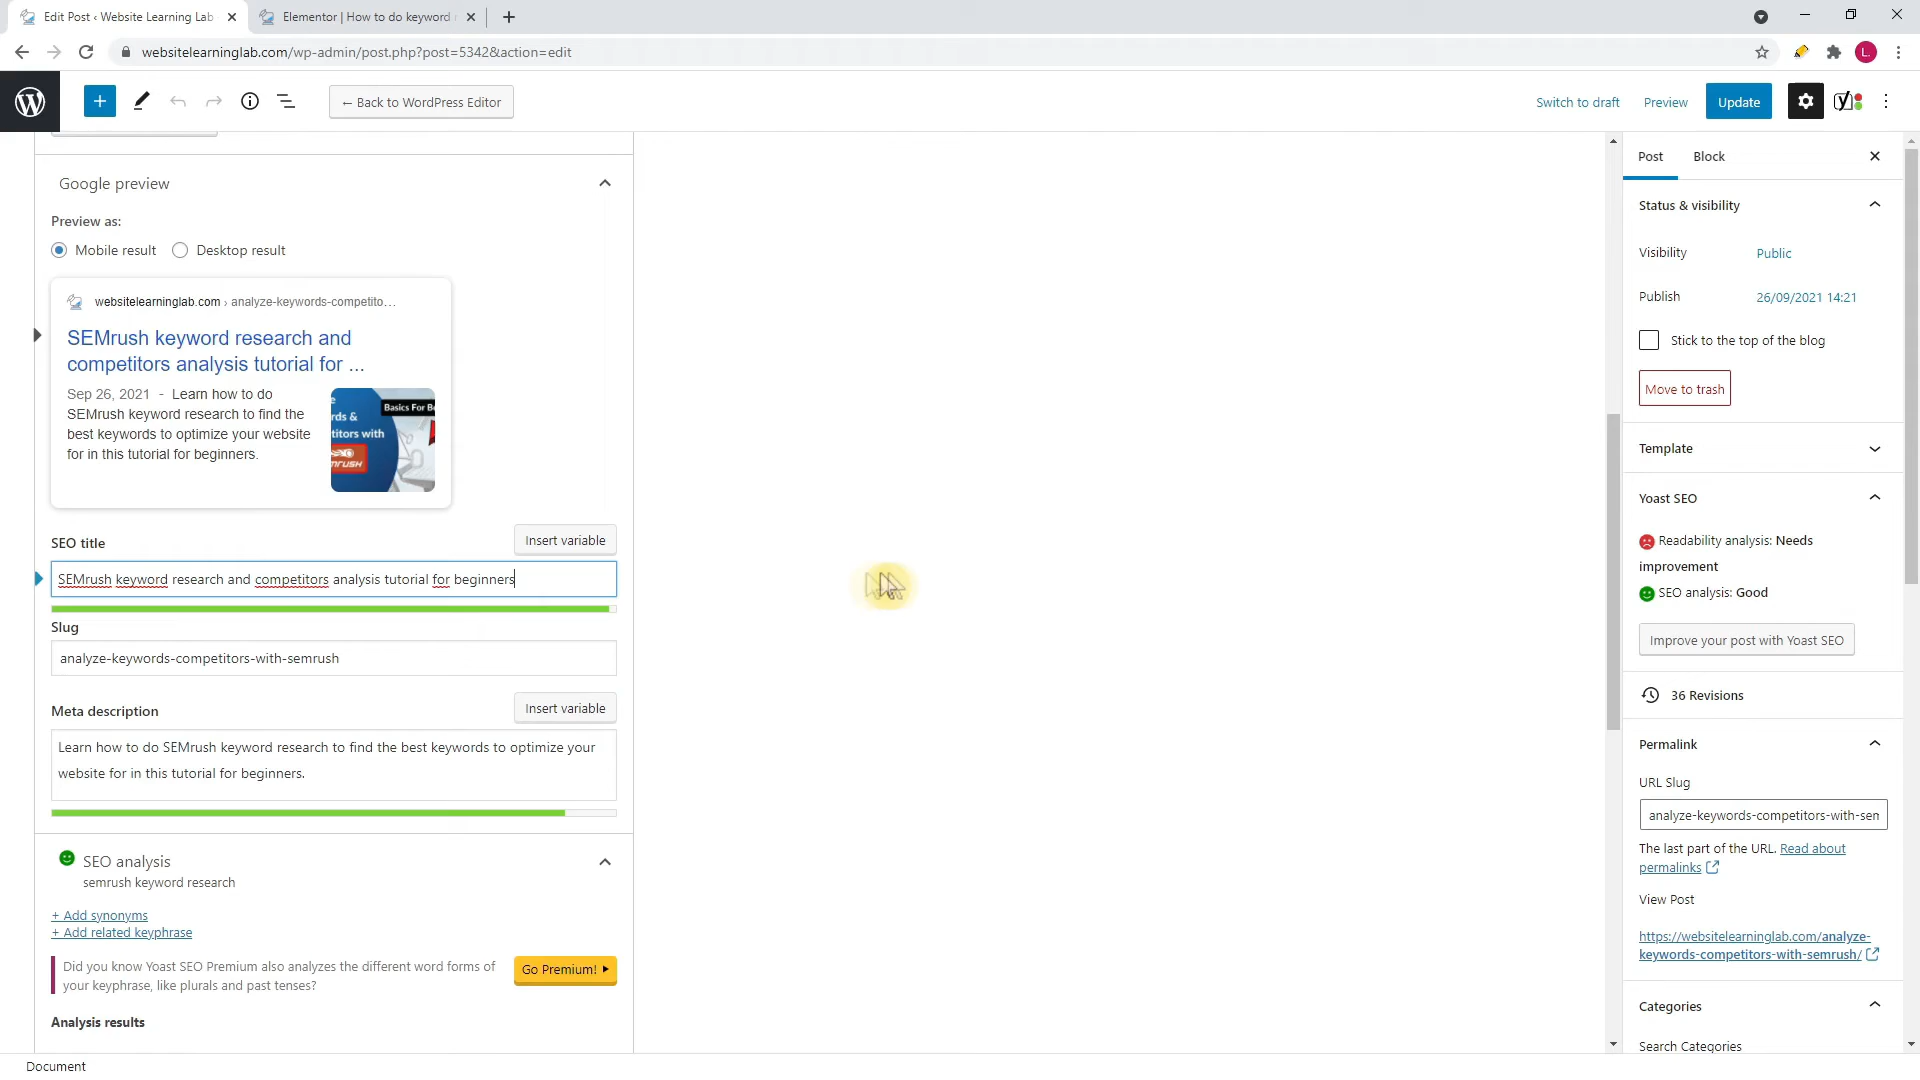 Edit Post ‹ Website Learning Lab
Elementor | How to do keyword
websitelearninglab.com/wp-admin/post.php?post=5342&action=edit
L
← Back to WordPress Editor
Switch to draft
Preview
Update
Google preview
Preview as:
Mobile result
Desktop result
websitelearninglab.com › analyze-keywords-competito…
SEMrush keyword research and
competitors analysis tutorial for ...
Sep 26, 2021 - Learn how to do
SEMrush keyword research to find the
best keywords to optimize your website
for in this tutorial for beginners.
Basics For Be
rds &
titors with
SEO title
Insert variable
SEMrush keyword research and competitors analysis tutorial for beginners
Slug
analyze-keywords-competitors-with-semrush
Meta description
Insert variable
Learn how to do SEMrush keyword research to find the best keywords to optimize your
website for in this tutorial for beginners.
SEO analysis
semrush keyword research
+ Add synonyms
+ Add related keyphrase
Did you know Yoast SEO Premium also analyzes the different word forms of
your keyphrase, like plurals and past tenses?
Go Premium!
Analysis results
Document
Post
Block
Status & visibility
Visibility
Public
Publish
26/09/2021 14:21
Stick to the top of the blog
Move to trash
Template
Yoast SEO
Readability analysis: Needs
improvement
SEO analysis: Good
Improve your post with Yoast SEO
36 Revisions
Permalink
URL Slug
analyze-keywords-competitors-with-sem
The last part of the URL. Read about
permalinks
View Post
https://websitelearninglab.com/analyze-
keywords-competitors-with-semrush/
Categories
Search Categories